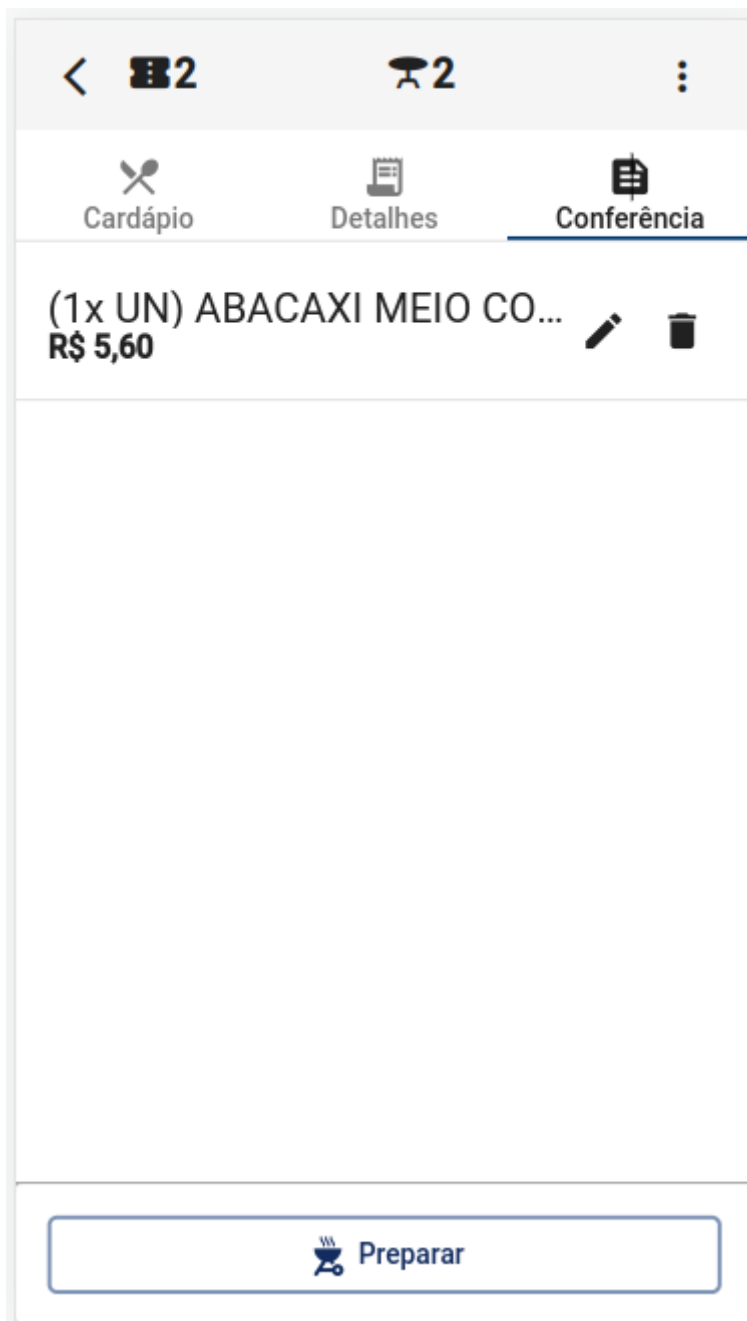 2 2
Cardápio Detalhes Conferência
(1x UN) ABACAXI MEIO CO...
R$ 5,60
Preparar